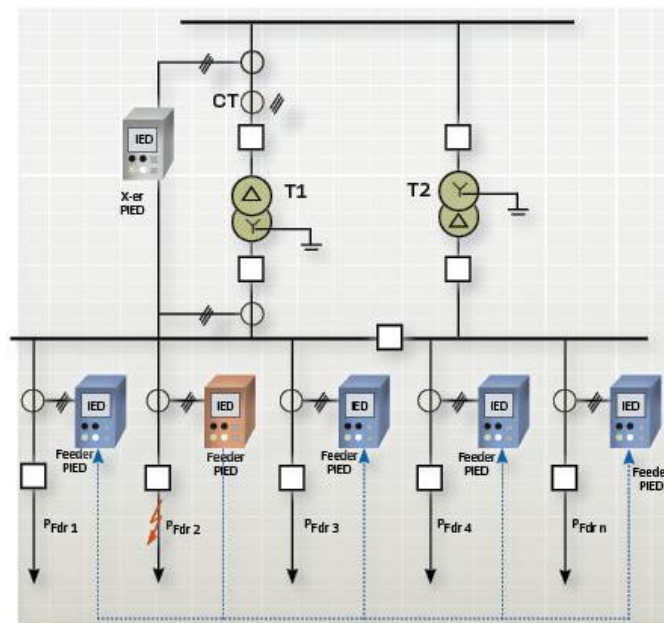 CT
IED
X-er
PIED
T1
T2
IED
IED
IED
IED
IED
Feeder
PIED
Feeder
PIED
Feeder
PIED
Feeder
PIED
Feeder
PIED
PFdr 1
PFdr 2
PFdr 3
PFdr 4
PFdr n